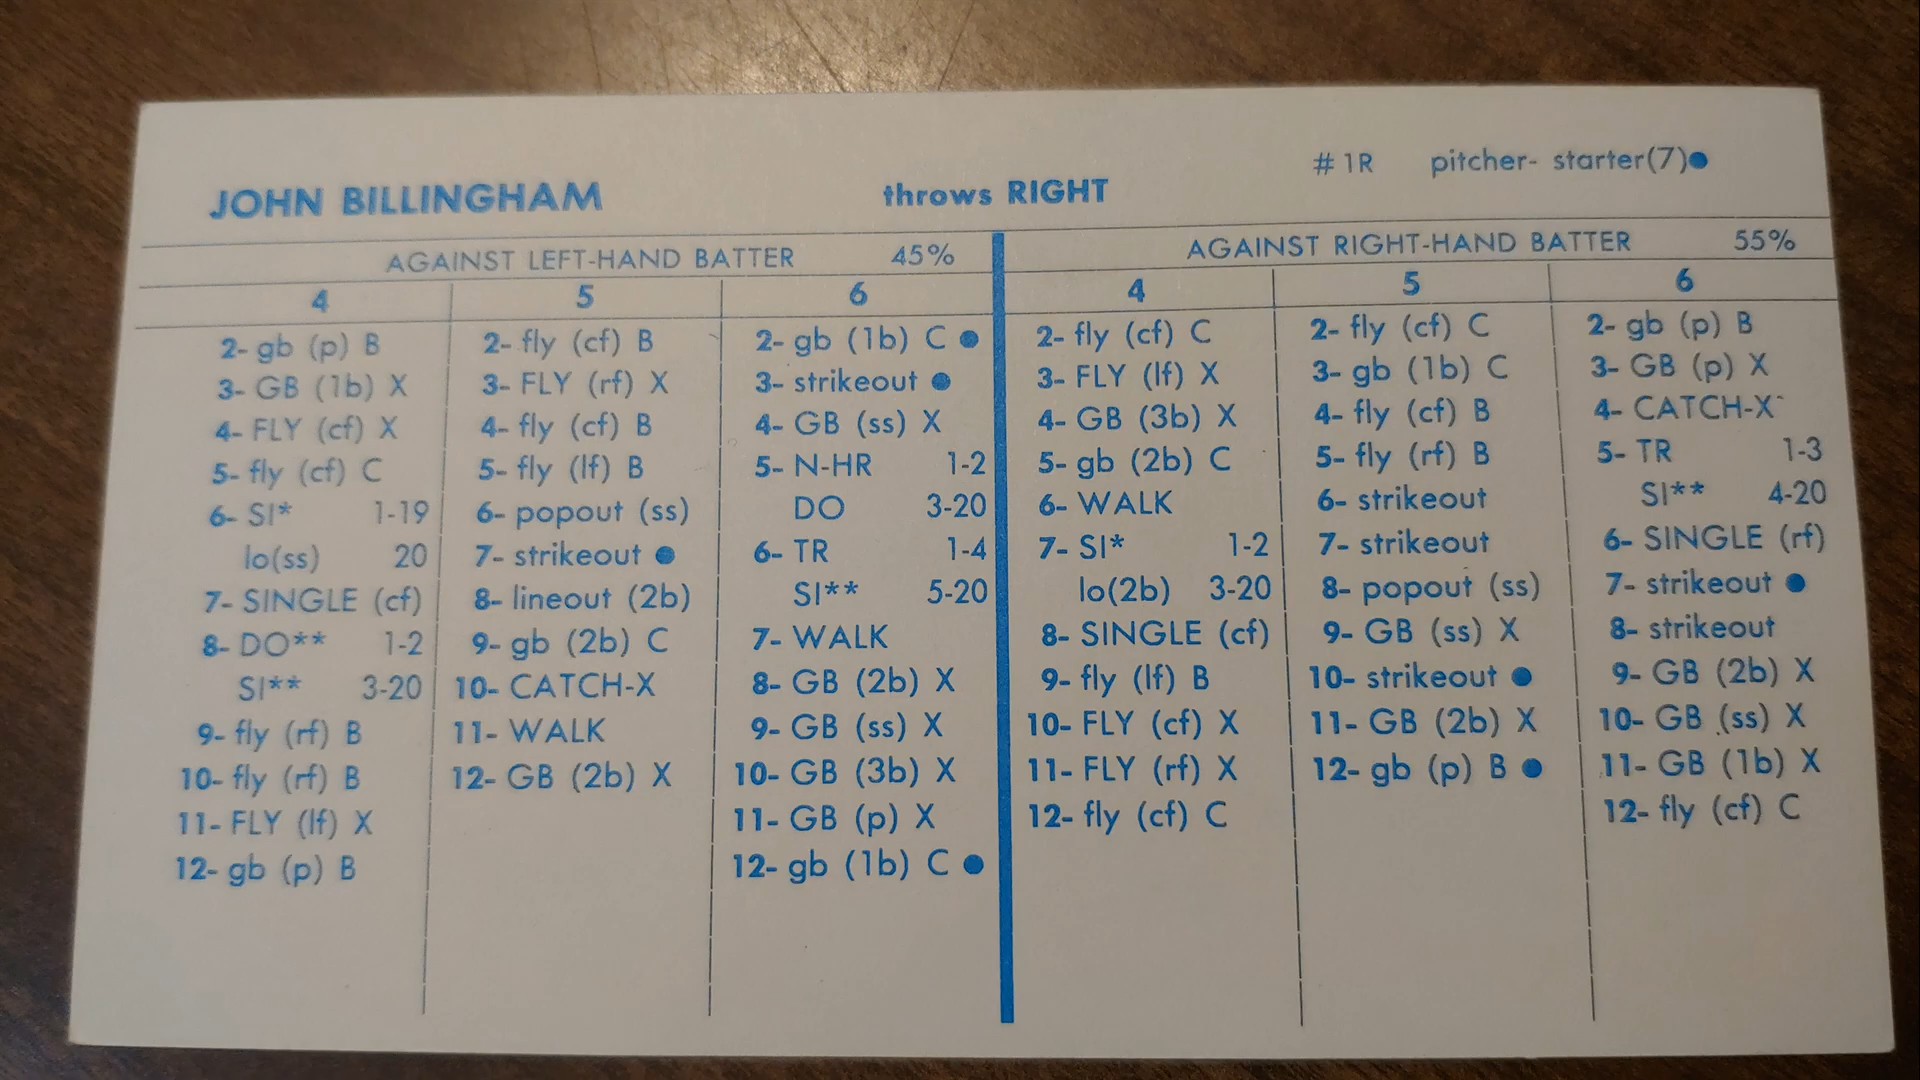 # 1R pitcher- starter(7)●
JOHN BILLINGHAM throws RIGHT
AGAINST LEFT-HAND BATTER 45%
4
2- gb (p) B
3- GB (1b) X
4- FLY (cf) X
5- fly (cf) C
6- SI* 1-19
lo(ss) 20
7- SINGLE (cf)
8- DO** 1-2
SI** 3-20
9- fly (rf) B
10- fly (rf) B
11- FLY (lf) X
12- gb (p) B
5
2- fly (cf) B
3- FLY (rf) X
4- fly (cf) B
5- fly (lf) B
6- popout (ss)
7- strikeout ●
8- lineout (2b)
9- gb (2b) C
10- CATCH-X
11- WALK
12- GB (2b) X
6
2- gb (1b) C ●
3- strikeout ●
4- GB (ss) X
5- N-HR 1-2
DO 3-20
6- TR 1-4
SI** 5-20
7- WALK
8- GB (2b) X
9- GB (ss) X
10- GB (3b) X
11- GB (p) X
12- gb (1b) C ●
AGAINST RIGHT-HAND BATTER 55%
4
2- fly (cf) C
3- FLY (lf) X
4- GB (3b) X
5- gb (2b) C
6- WALK
7- SI* 1-2
lo(2b) 3-20
8- SINGLE (cf)
9- fly (lf) B
10- FLY (cf) X
11- FLY (rf) X
12- fly (cf) C
5
2- fly (cf) C
3- gb (1b) C
4- fly (cf) B
5- fly (rf) B
6- strikeout
7- strikeout
8- popout (ss)
9- GB (ss) X
10- strikeout ●
11- GB (2b) X
12- gb (p) B ●
6
2- gb (p) B
3- GB (p) X
4- CATCH-X
5- TR 1-3
SI** 4-20
6- SINGLE (rf)
7- strikeout ●
8- strikeout
9- GB (2b) X
10- GB (ss) X
11- GB (1b) X
12- fly (cf) C